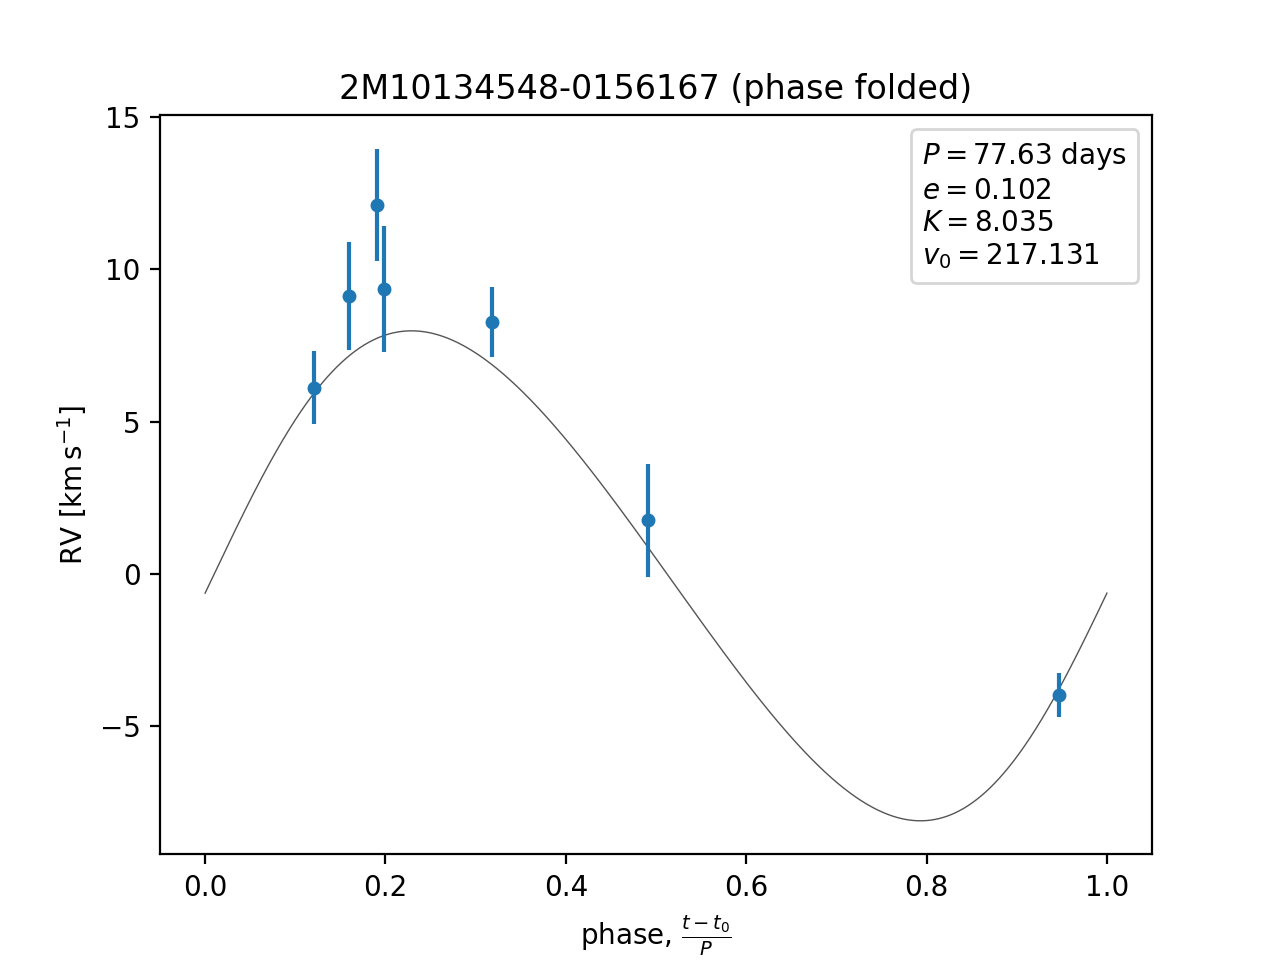 2M10134548-0156167 (phase folded)
15
10
5
0
−5
RV [km s⁻¹]
P = 77.63 days
e = 0.102
K = 8.035
v₀ = 217.131
0.0 0.2 0.4 0.6 0.8 1.0
phase, (t − t₀)/P